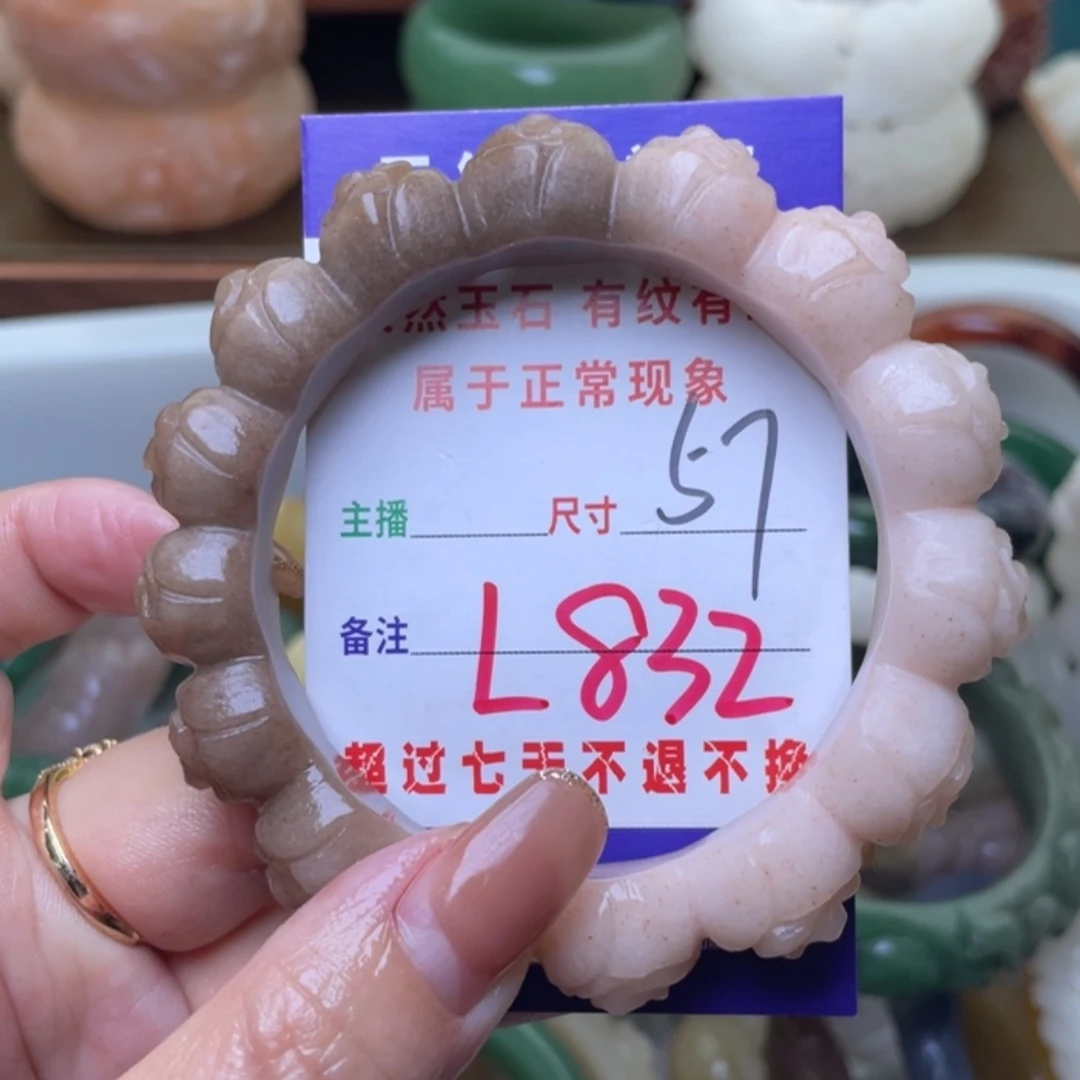 然玉石 有纹有
属于正常现象
主播 尺寸 57
备注 L832
超过七天不退不换